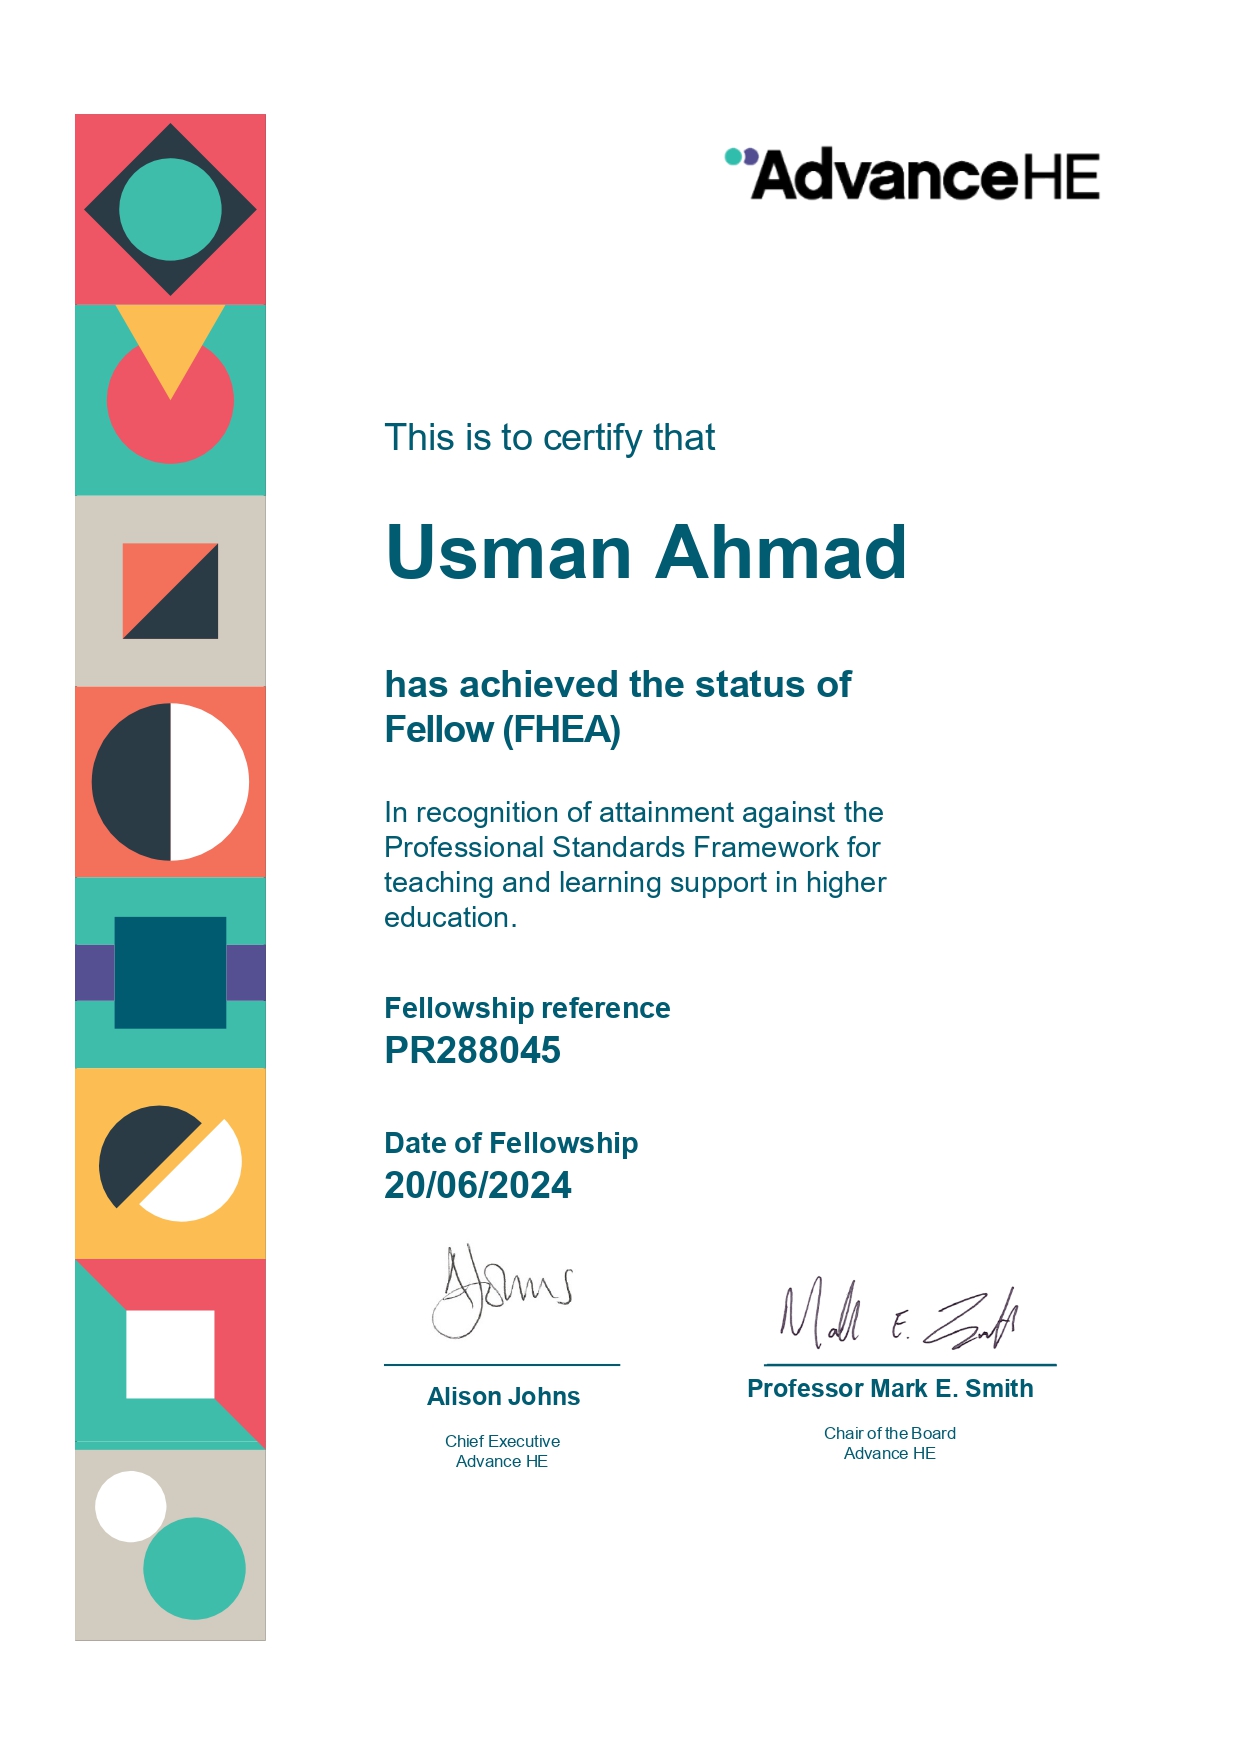 AdvanceHE
This is to certify that
Usman Ahmad
has achieved the status of
Fellow (FHEA)
In recognition of attainment against the
Professional Standards Framework for
teaching and learning support in higher
education.
Fellowship reference
PR288045
Date of Fellowship
20/06/2024
AJohns
Mark E. Smith
Alison Johns
Professor Mark E. Smith
Chief Executive
Advance HE
Chair of the Board
Advance HE